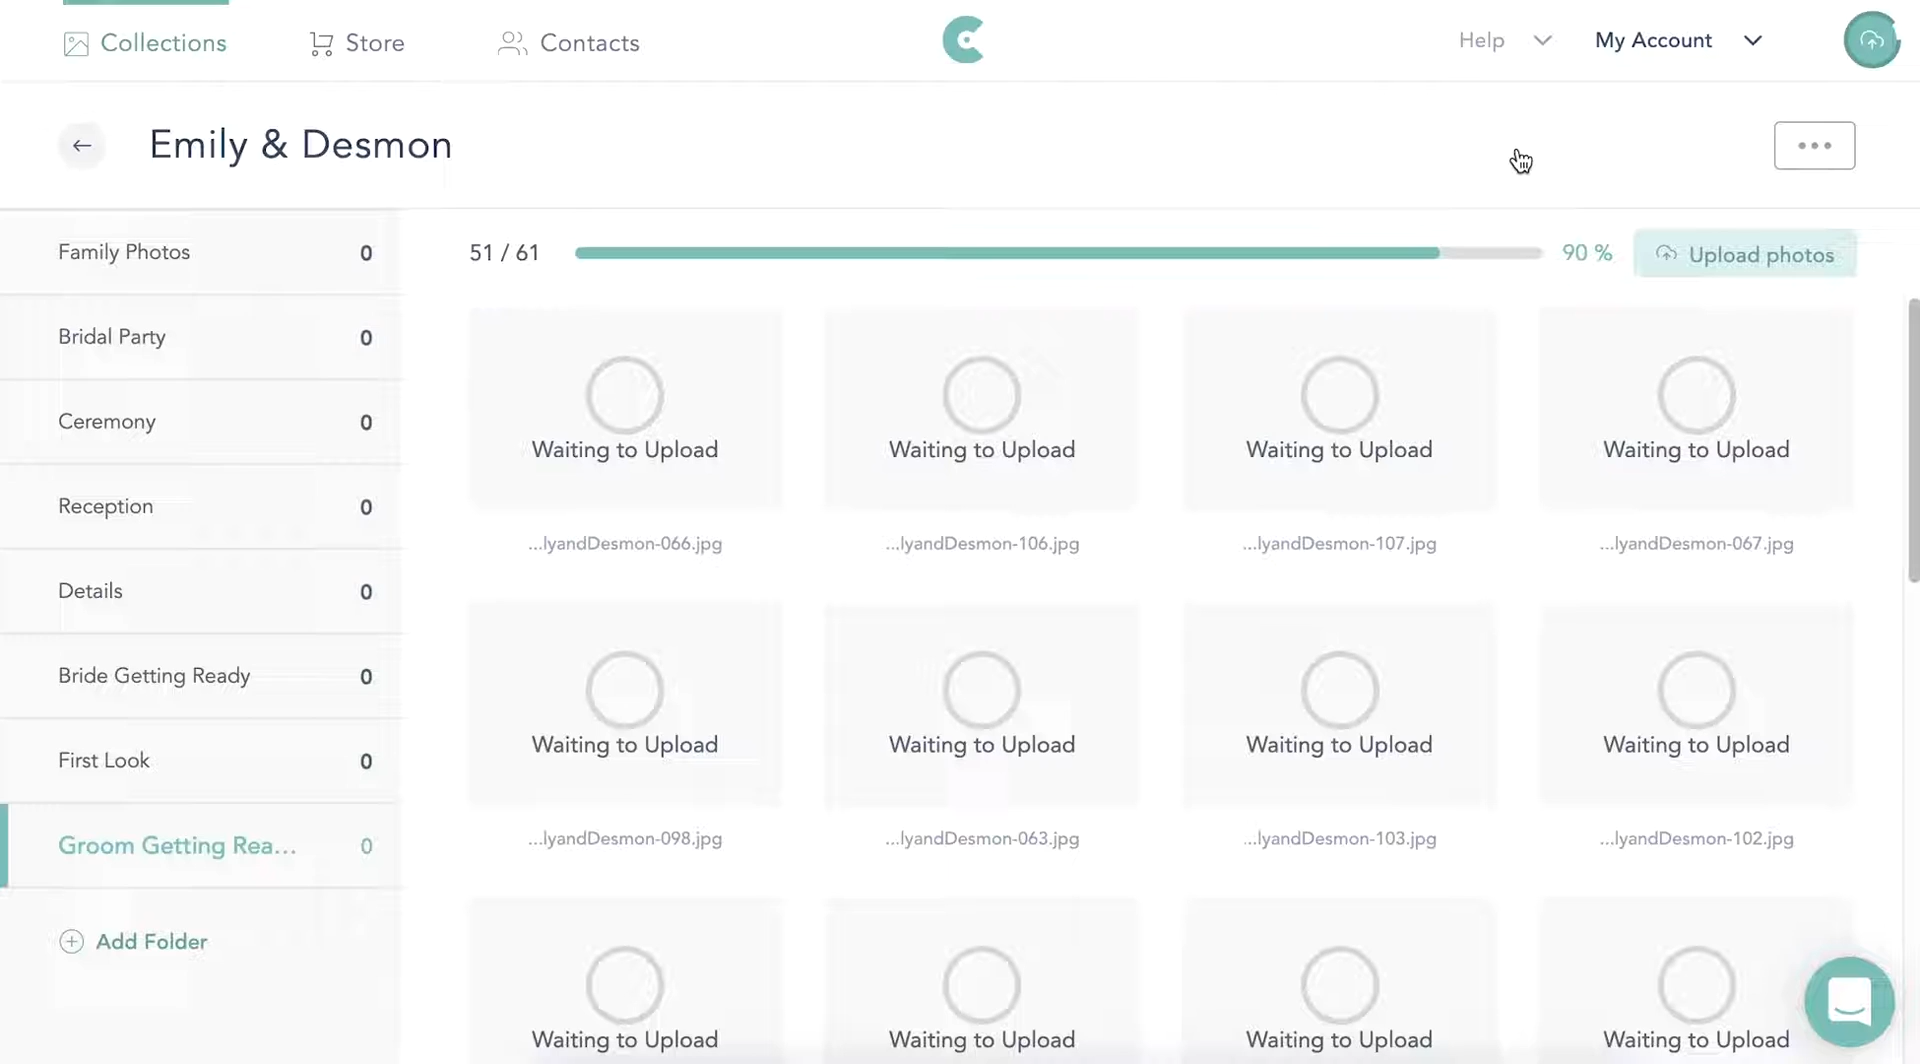 Collections Store Contacts Help My Account
Emily & Desmon
Family Photos 0
Bridal Party 0
Ceremony 0
Reception 0
Details 0
Bride Getting Ready 0
First Look 0
Groom Getting Rea... 0
Add Folder
51 / 61 90 % Upload photos
Waiting to Upload Waiting to Upload Waiting to Upload Waiting to Upload
...lyandDesmon-066.jpg ...lyandDesmon-106.jpg ...lyandDesmon-107.jpg ...lyandDesmon-067.jpg
Waiting to Upload Waiting to Upload Waiting to Upload Waiting to Upload
...lyandDesmon-098.jpg ...lyandDesmon-063.jpg ...lyandDesmon-103.jpg ...lyandDesmon-102.jpg
Waiting to Upload Waiting to Upload Waiting to Upload Waiting to Upload